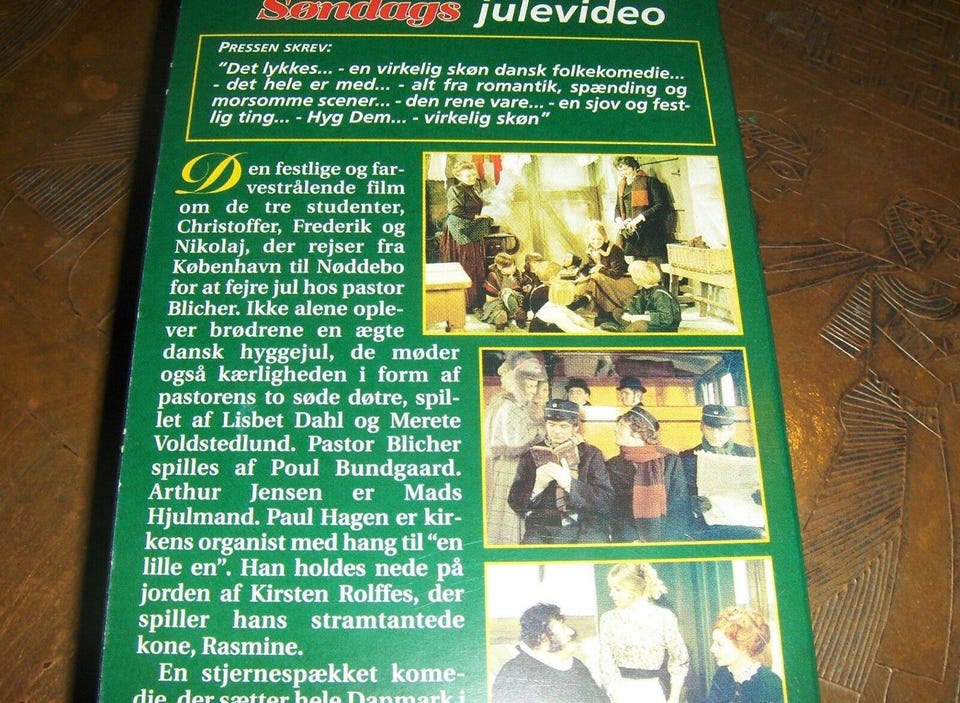 Søndags julevideo
PRESSEN SKREV:
"Det lykkes... - en virkelig skøn dansk folkekomedie...
- det hele er med... - alt fra romantik, spænding og
morsomme scener... - den rene vare... - en sjov og fest-
lig ting... - Hyg Dem... - virkelig skøn"
Den festlige og far-
vestrålende film
om de tre studenter,
Christoffer, Frederik og
Nikolaj, der rejser fra
København til Nøddebo
for at fejre jul hos pastor
Blicher. Ikke alene ople-
ver brødrene en ægte
dansk hyggejul, de møder
også kærligheden i form af
pastorens to søde døtre, spil-
let af Lisbet Dahl og Merete
Voldstedlund. Pastor Blicher
spilles af Poul Bundgaard.
Arthur Jensen er Mads
Hjulmand. Paul Hagen er kir-
kens organist med hang til "en
lille en". Han holdes nede på
jorden af Kirsten Rolffes, der
spiller hans stramtantede
kone, Rasmine.
En stjernespækket kome-
die, der sætter hele Danmark i